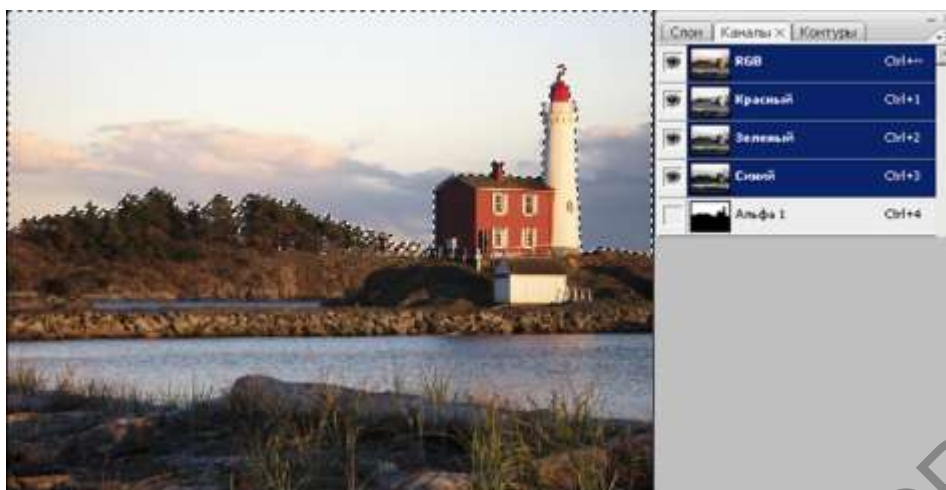 Слои Каналы × Контуры
RGB Ctrl+~
Красный Ctrl+1
Зеленый Ctrl+2
Синий Ctrl+3
Альфа 1 Ctrl+4